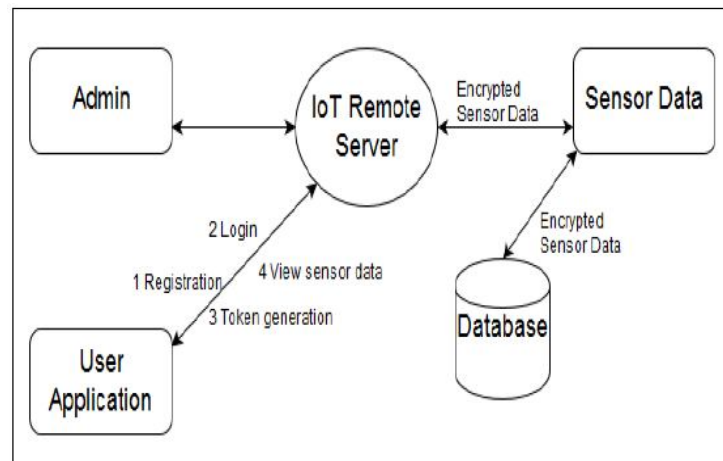 Admin
IoT Remote
Server
Encrypted
Sensor Data
Sensor Data
2 Login
1 Registration
4 View sensor data
3 Token generation
Encrypted
Sensor Data
User
Application
Database